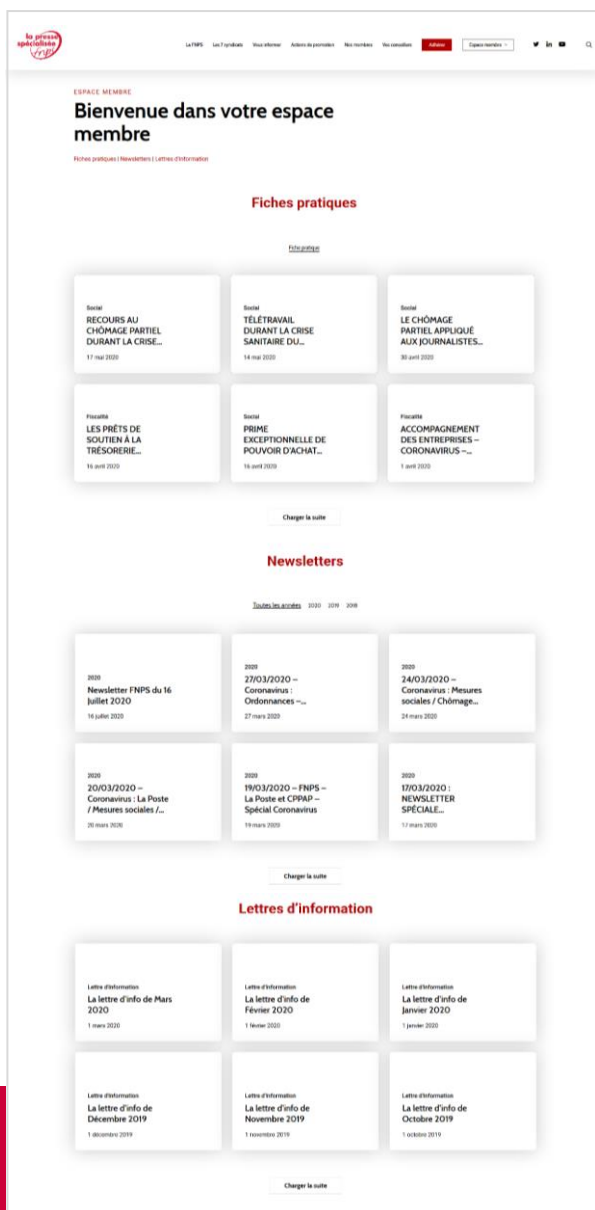 la presse
spécialisée
fnps
La FNPS Les 7 syndicats Vous informer Actions de promotion Nos membres Vos conseillers Adhérer Espace membre
ESPACE MEMBRE
Bienvenue dans votre espace
membre
Fiches pratiques | Newsletters | Lettres d'information
Fiches pratiques
Fiche pratique
Social
RECOURS AU
CHÔMAGE PARTIEL
DURANT LA CRISE...
17 mai 2020
Social
TÉLÉTRAVAIL
DURANT LA CRISE
SANITAIRE DU...
14 mai 2020
Social
LE CHÔMAGE
PARTIEL APPLIQUÉ
AUX JOURNALISTES...
30 avril 2020
Fiscalité
LES PRÊTS DE
SOUTIEN À LA
TRÉSORERIE...
16 avril 2020
Social
PRIME
EXCEPTIONNELLE DE
POUVOIR D'ACHAT...
16 avril 2020
Fiscalité
ACCOMPAGNEMENT
DES ENTREPRISES –
CORONAVIRUS –...
1 avril 2020
Charger la suite
Newsletters
Toutes les années 2020 2019 2018
2020
Newsletter FNPS du 16
Juillet 2020
16 juillet 2020
2020
27/03/2020 –
Coronavirus :
Ordonnances –...
27 mars 2020
2020
24/03/2020 –
Coronavirus : Mesures
sociales / Chômage...
24 mars 2020
2020
20/03/2020 –
Coronavirus : La Poste
/ Mesures sociales /...
20 mars 2020
2020
19/03/2020 – FNPS –
La Poste et CPPAP –
Spécial Coronavirus
19 mars 2020
2020
17/03/2020 :
NEWSLETTER
SPÉCIALE...
17 mars 2020
Charger la suite
Lettres d'information
Lettre d'information
La lettre d'info de Mars
2020
1 mars 2020
Lettre d'information
La lettre d'info de
Février 2020
1 février 2020
Lettre d'information
La lettre d'info de
Janvier 2020
1 janvier 2020
Lettre d'information
La lettre d'info de
Décembre 2019
1 décembre 2019
Lettre d'information
La lettre d'info de
Novembre 2019
1 novembre 2019
Lettre d'information
La lettre d'info de
Octobre 2019
1 octobre 2019
Charger la suite